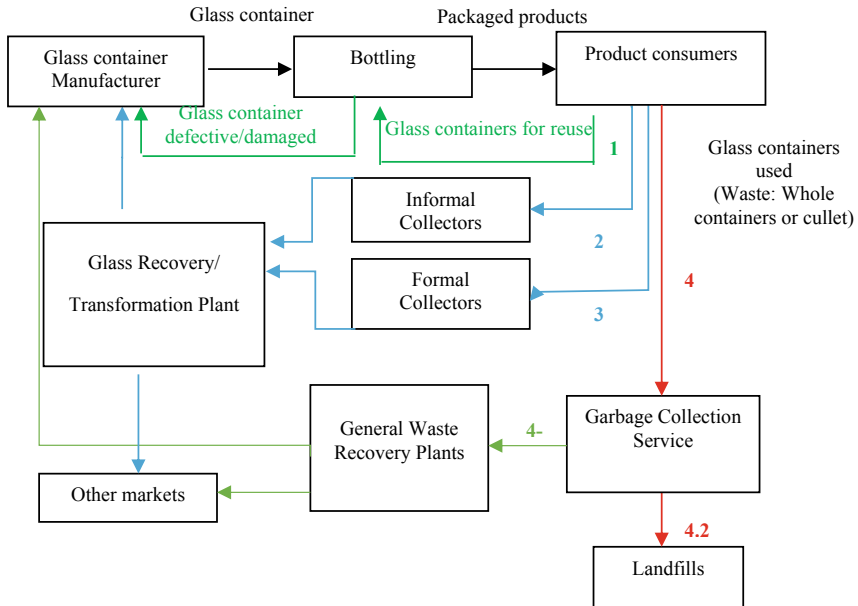 Glass container
Packaged products
Glass container
Manufacturer
Bottling
Product consumers
Glass container
defective/damaged
Glass containers for reuse
1
Glass containers
used
(Waste: Whole
containers or cullet)
Informal
Collectors
2
Glass Recovery/
Transformation Plant
Formal
Collectors
3
4
General Waste
Recovery Plants
4-
Garbage Collection
Service
Other markets
4.2
Landfills